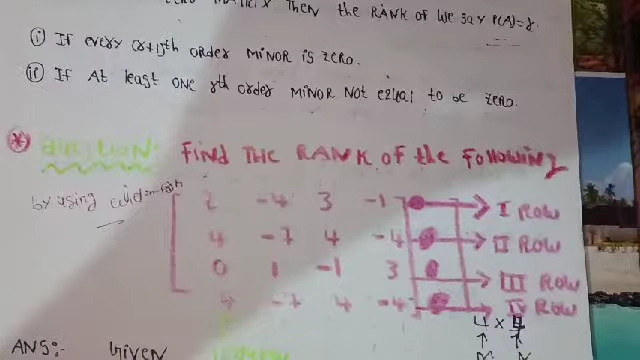 Then the RANK OF we say P(A)=r.
(i) If every (r+1)th order MINOR is zero.
(ii) If At least ONE rth order MINOR not equal to be zero.
* Question: Find THE RANK OF the Following
by using
2 -4 3 -1 → I ROW
4 -7 4 -4 → II ROW
0 1 -1 3 → III ROW
4 -7 4 -4 → IV ROW
4 x 4
ANS:- Given